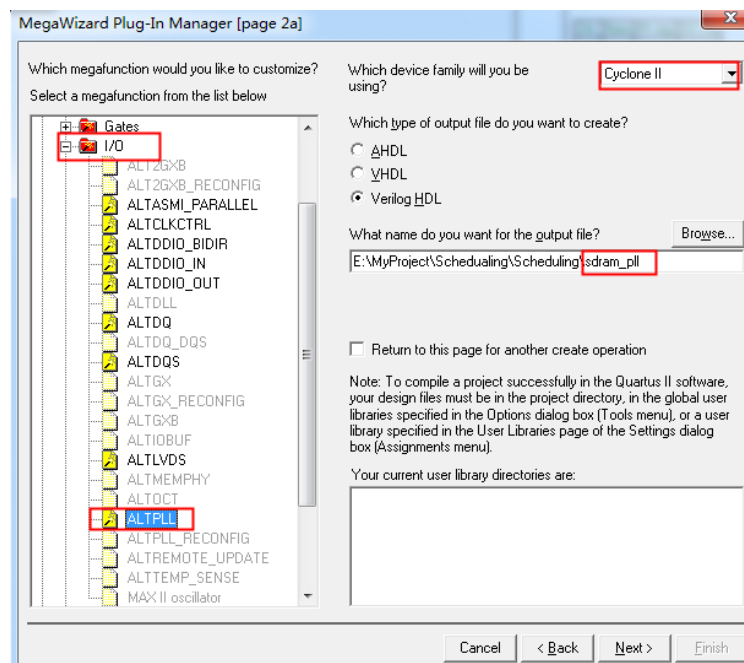 MegaWizard Plug-In Manager [page 2a]
Which megafunction would you like to customize?
Select a megafunction from the list below
Gates
I/O
ALT2GXB
ALT2GXB_RECONFIG
ALTASMI_PARALLEL
ALTCLKCTRL
ALTDDIO_BIDIR
ALTDDIO_IN
ALTDDIO_OUT
ALTDLL
ALTDQ
ALTDQ_DQS
ALTDQS
ALTGX
ALTGX_RECONFIG
ALTGXB
ALTIOBUF
ALTLVDS
ALTMEMPHY
ALTOCT
ALTPLL
ALTPLL_RECONFIG
ALTREMOTE_UPDATE
ALTTEMP_SENSE
MAX II oscillator
Which device family will you be
using?
Cyclone II
Which type of output file do you want to create?
AHDL
VHDL
Verilog HDL
What name do you want for the output file?
Browse...
E:\MyProject\Schedualing\Scheduling\sdram_pll
Return to this page for another create operation
Note: To compile a project successfully in the Quartus II software,
your design files must be in the project directory, in the global user
libraries specified in the Options dialog box (Tools menu), or a user
library specified in the User Libraries page of the Settings dialog
box (Assignments menu).
Your current user library directories are:
Cancel
< Back
Next >
Finish